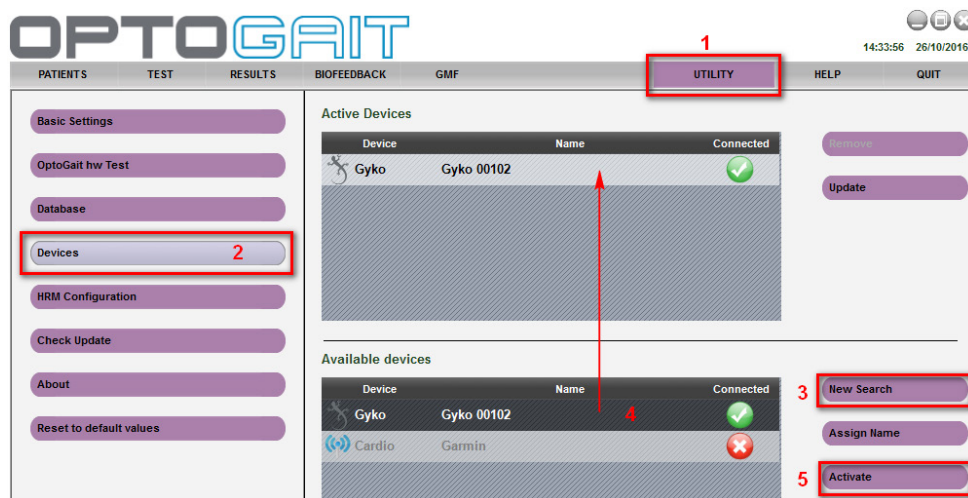 OPTOGAIT
1
14:33:56 26/10/2016
PATIENTS TEST RESULTS BIOFEEDBACK GMF UTILITY HELP QUIT
Basic Settings
OptoGait hw Test
Database
Devices 2
HRM Configuration
Check Update
About
Reset to default values
Active Devices
Device Name Connected
Gyko Gyko 00102
Remove
Update
Available devices
Device Name Connected
Gyko Gyko 00102 4
Cardio Garmin
3 New Search
Assign Name
5 Activate